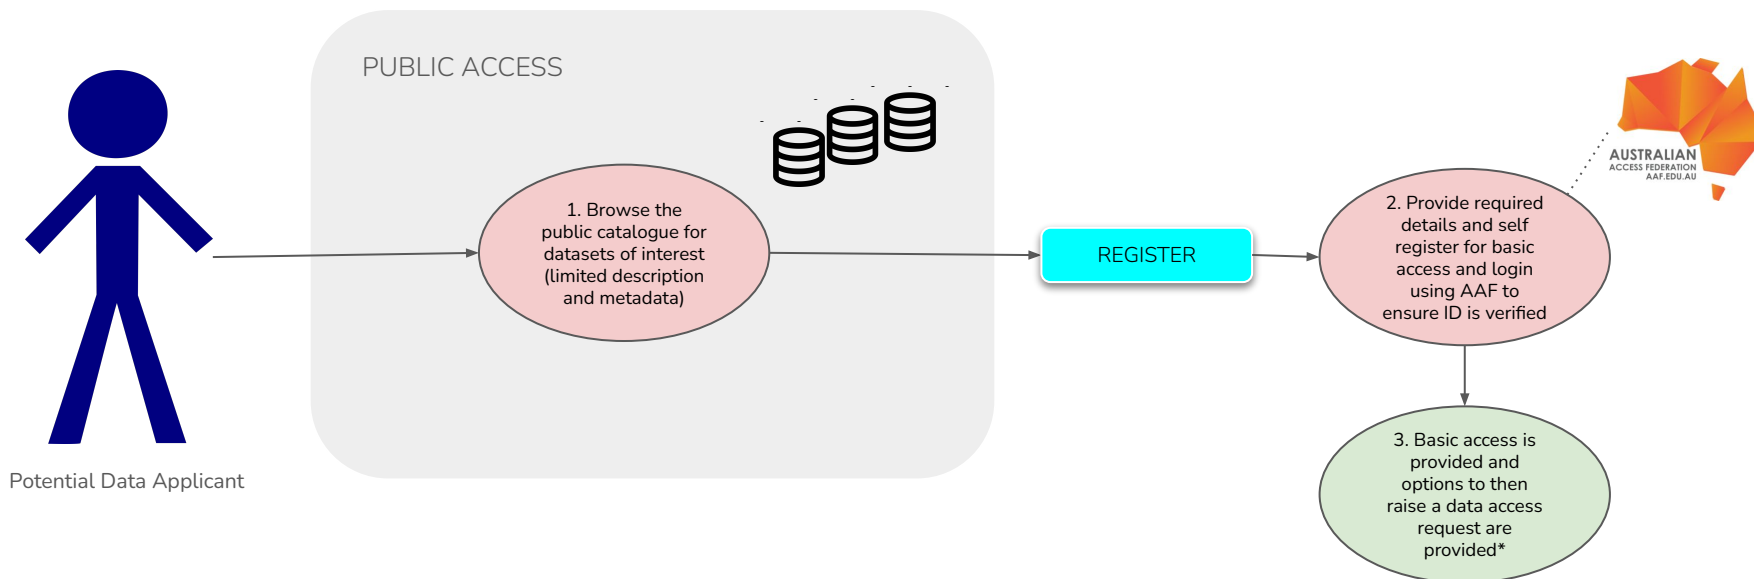 PUBLIC ACCESS
1. Browse the
public catalogue for
datasets of interest
(limited description
and metadata)
REGISTER
AUSTRALIAN
ACCESS FEDERATION
AAF.EDU.AU
2. Provide required
details and self
register for basic
access and login
using AAF to
ensure ID is verified
3. Basic access is
provided and
options to then
raise a data access
request are
provided*
Potential Data Applicant